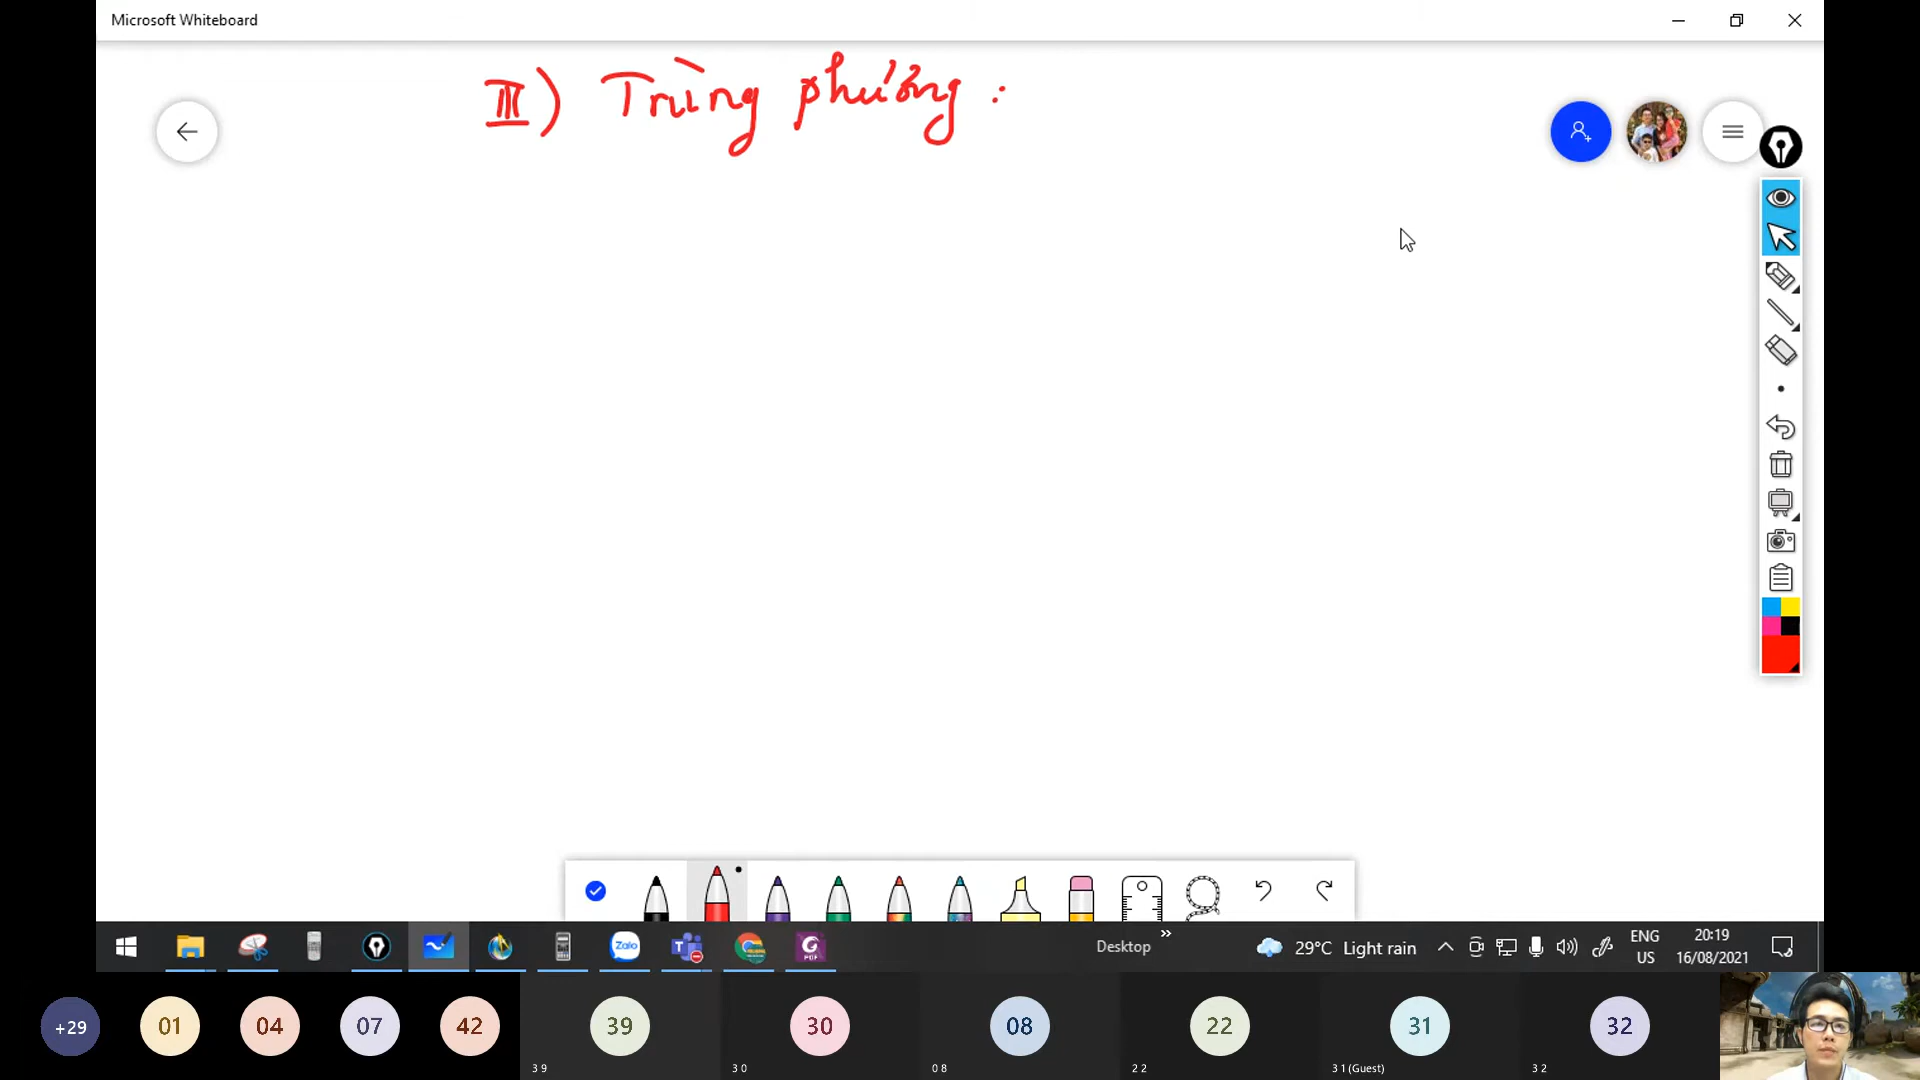 Microsoft Whiteboard
III) Trùng phương :
Zalo
PDF
Desktop
29°C Light rain
ENG
US
20:19
16/08/2021
+29
01
04
07
42
39
30
08
22
31
32
3 9
3 0
0 8
2 2
3 1 (Guest)
3 2